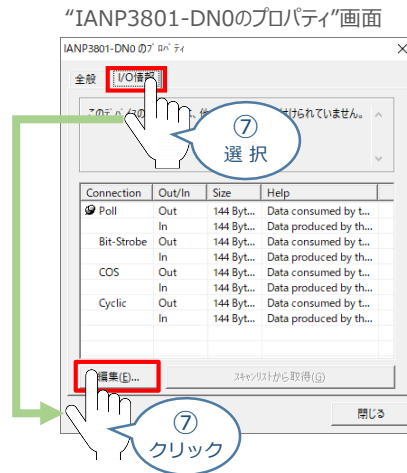 “IANP3801-DN0のプロパティ”画面
IANP3801-DN0 のプロパティ
全般 I/O情報
このデバイスの
けられていません。
⑦
選 択
Connection Out/In Size Help
Poll Out 144 Byt... Data consumed by t...
In 144 Byt... Data produced by th...
Bit-Strobe Out 144 Byt... Data consumed by t...
In 144 Byt... Data produced by th...
COS Out 144 Byt... Data consumed by t...
In 144 Byt... Data produced by th...
Cyclic Out 144 Byt... Data consumed by t...
In 144 Byt... Data produced by th...
編集(E)... スキャンリストから取得(G)
閉じる
⑦
クリック